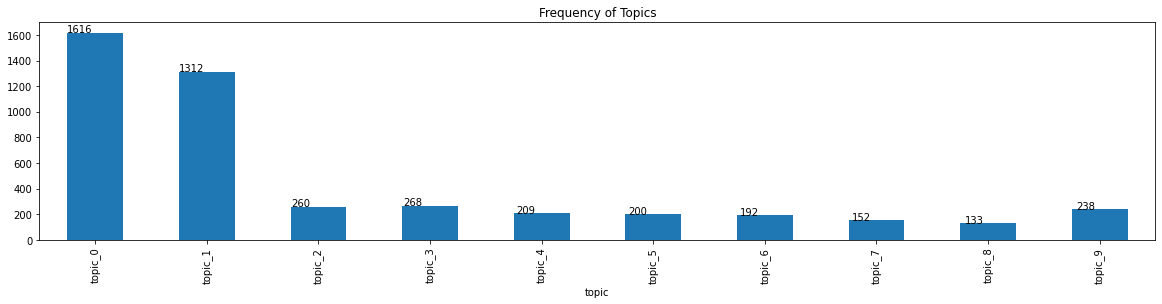 Frequency of Topics
1600
1400
1200
1000
800
600
400
200
0
1616
1312
260
268
209
200
192
152
133
238
topic_0
topic_1
topic_2
topic_3
topic_4
topic_5
topic_6
topic_7
topic_8
topic_9
topic